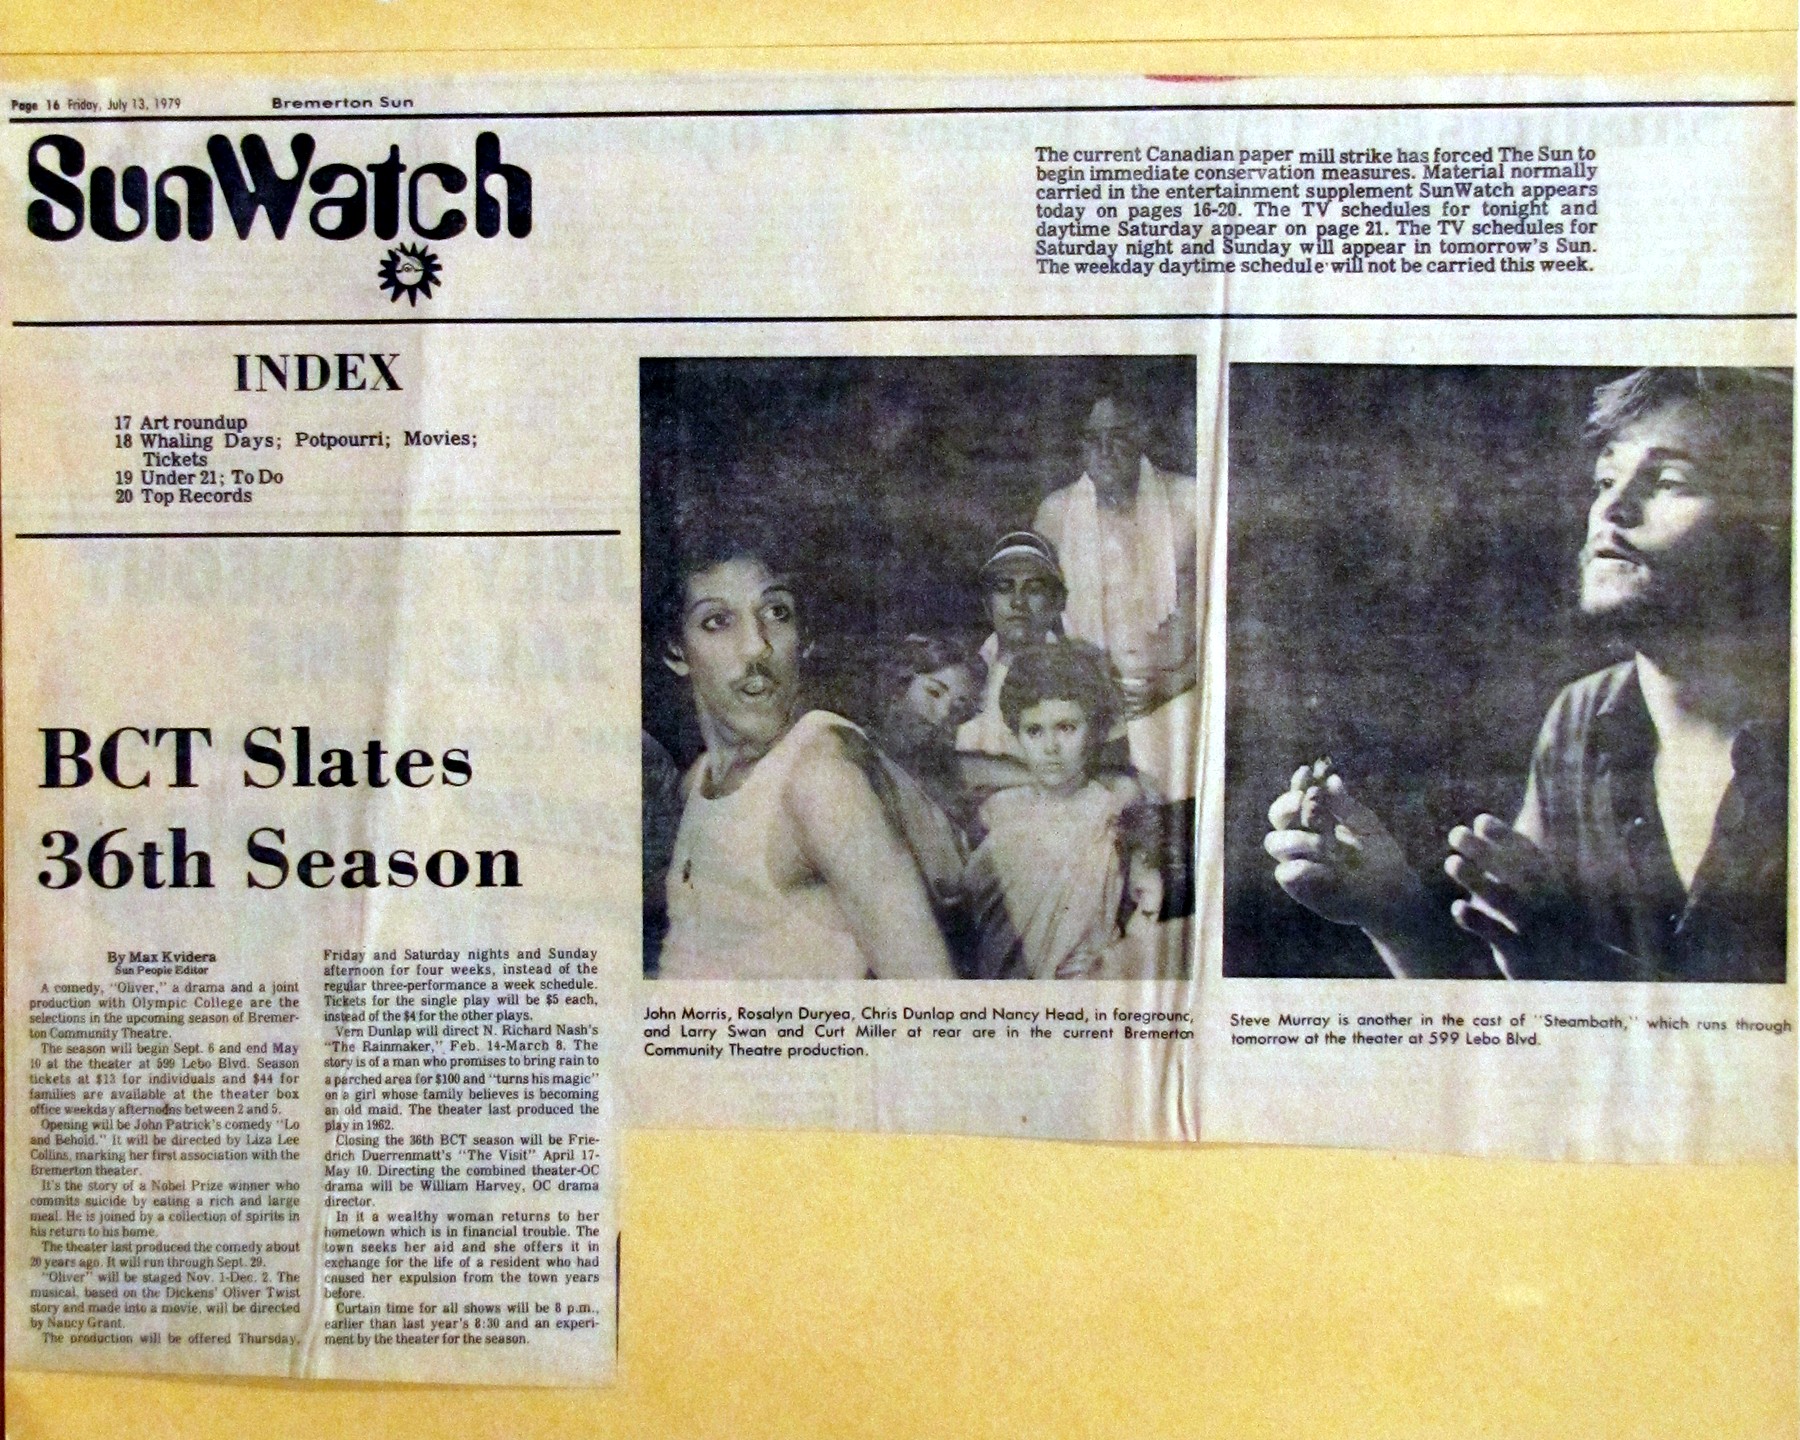 Page 16 Friday, July 13, 1979 Bremerton Sun
SunWatch
The current Canadian paper mill strike has forced The Sun to
begin immediate conservation measures. Material normally
carried in the entertainment supplement SunWatch appears
today on pages 16-20. The TV schedules for tonight and
daytime Saturday appear on page 21. The TV schedules for
Saturday night and Sunday will appear in tomorrow's Sun.
The weekday daytime schedule will not be carried this week.
INDEX
17 Art roundup
18 Whaling Days; Potpourri; Movies;
Tickets
19 Under 21; To Do
20 Top Records
BCT Slates
36th Season
By Max Kvidera
Sun People Editor
A comedy, "Oliver," a drama and a joint
production with Olympic College are the
selections in the upcoming season of Bremer-
ton Community Theatre.
The season will begin Sept. 6 and end May
10 at the theater at 599 Lebo Blvd. Season
tickets at $13 for individuals and $44 for
families are available at the theater box
office weekday afternoons between 2 and 5.
Opening will be John Patrick's comedy "Lo
and Behold." It will be directed by Liza Lee
Collins, marking her first association with the
Bremerton theater.
It's the story of a Nobel Prize winner who
commits suicide by eating a rich and large
meal. He is joined by a collection of spirits in
his return to his home.
The theater last produced the comedy about
20 years ago. It will run through Sept. 29.
"Oliver" will be staged Nov. 1-Dec. 2. The
musical, based on the Dickens' Oliver Twist
story and made into a movie, will be directed
by Nancy Grant.
The production will be offered Thursday,
Friday and Saturday nights and Sunday
afternoon for four weeks, instead of the
regular three-performance a week schedule.
Tickets for the single play will be $5 each,
instead of the $4 for the other plays.
Vern Dunlap will direct N. Richard Nash's
"The Rainmaker," Feb. 14-March 8. The
story is of a man who promises to bring rain to
a parched area for $100 and "turns his magic"
on a girl whose family believes is becoming
an old maid. The theater last produced the
play in 1962.
Closing the 36th BCT season will be Frie-
drich Duerrenmatt's "The Visit" April 17-
May 10. Directing the combined theater-OC
drama will be William Harvey, OC drama
director.
In it a wealthy woman returns to her
hometown which is in financial trouble. The
town seeks her aid and she offers it in
exchange for the life of a resident who had
caused her expulsion from the town years
before.
Curtain time for all shows will be 8 p.m.,
earlier than last year's 8:30 and an experi-
ment by the theater for the season.
John Morris, Rosalyn Duryea, Chris Dunlap and Nancy Head, in foreground,
and Larry Swan and Curt Miller at rear are in the current Bremerton
Community Theatre production.
Steve Murray is another in the cast of "Steambath," which runs through
tomorrow at the theater at 599 Lebo Blvd.